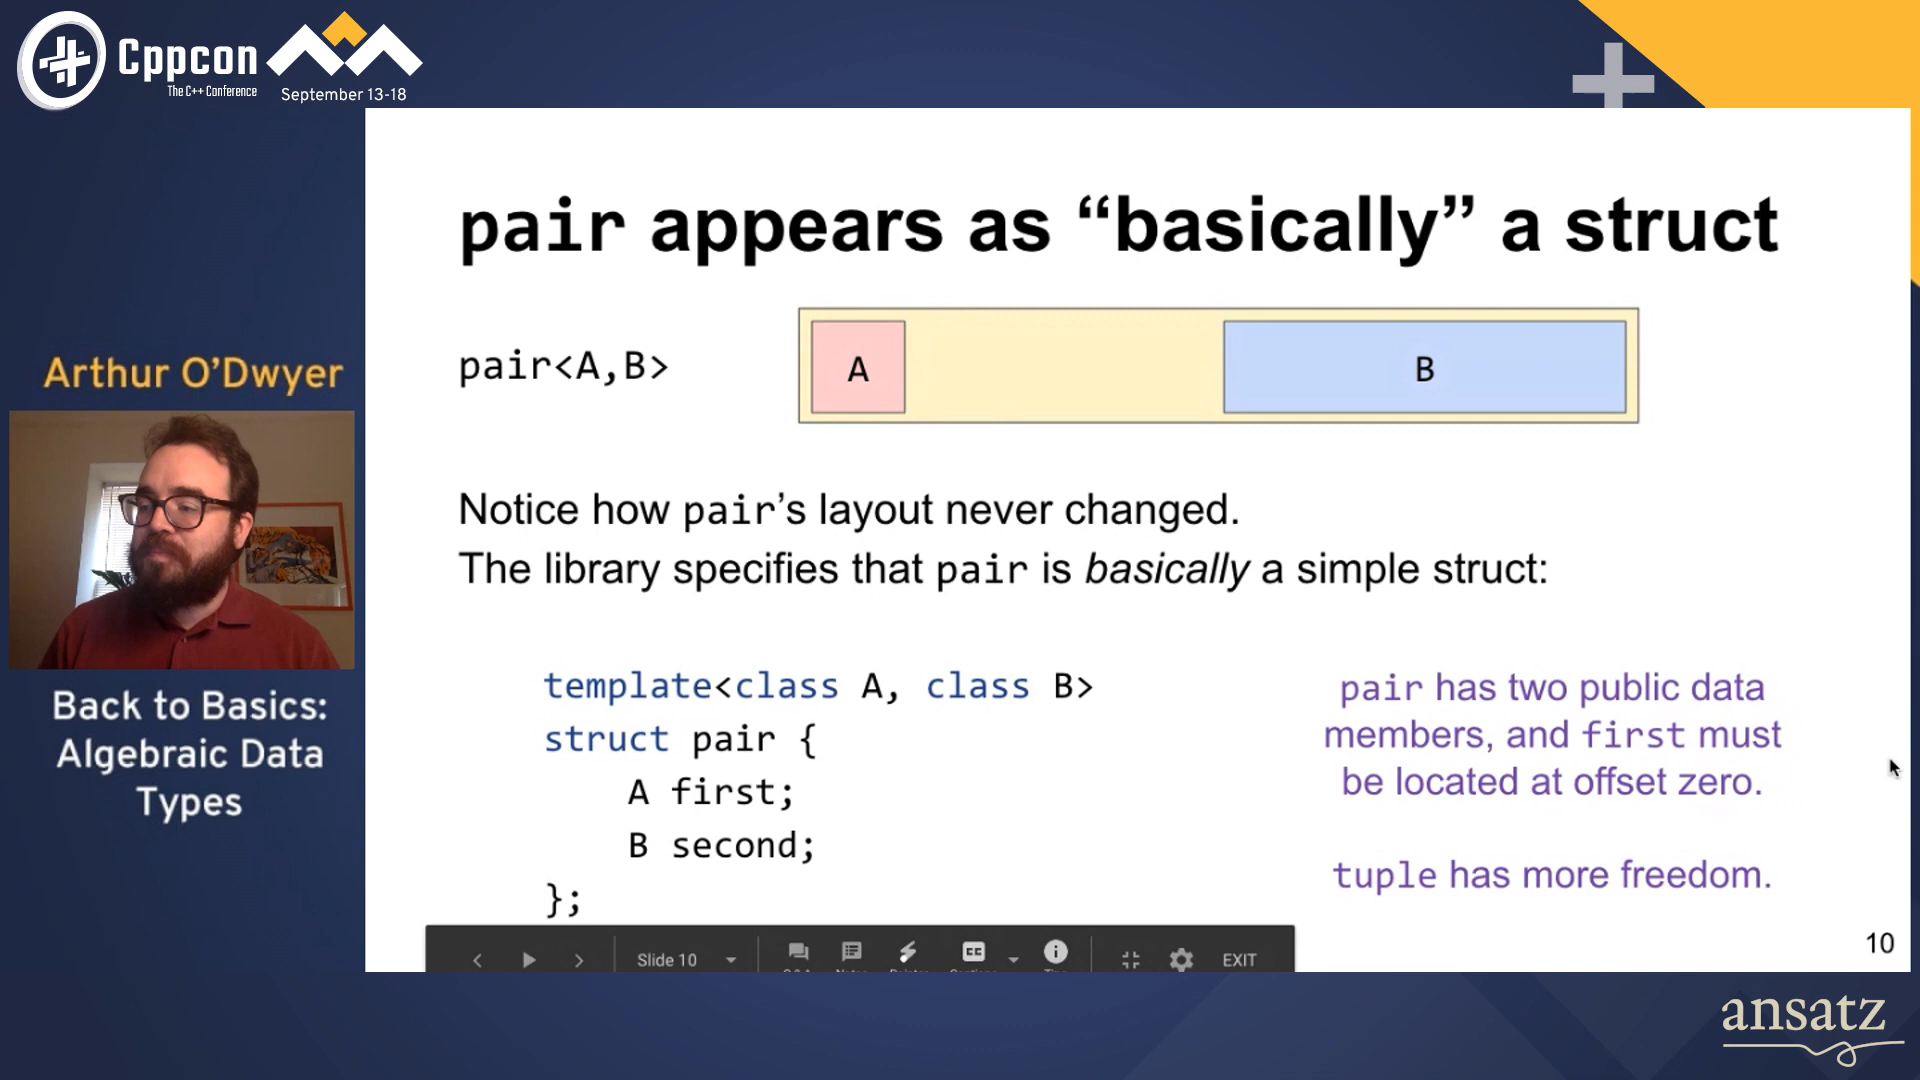 Cppcon
The C++ Conference
September 13-18
pair appears as “basically” a struct
pair<A,B>
A
B
Arthur O’Dwyer
Notice how pair’s layout never changed.
The library specifies that pair is basically a simple struct:
template<class A, class B>
struct pair {
A first;
B second;
};
pair has two public data
members, and first must
be located at offset zero.
tuple has more freedom.
Back to Basics:
Algebraic Data
Types
Slide 10
CC
EXIT
10
ansatz